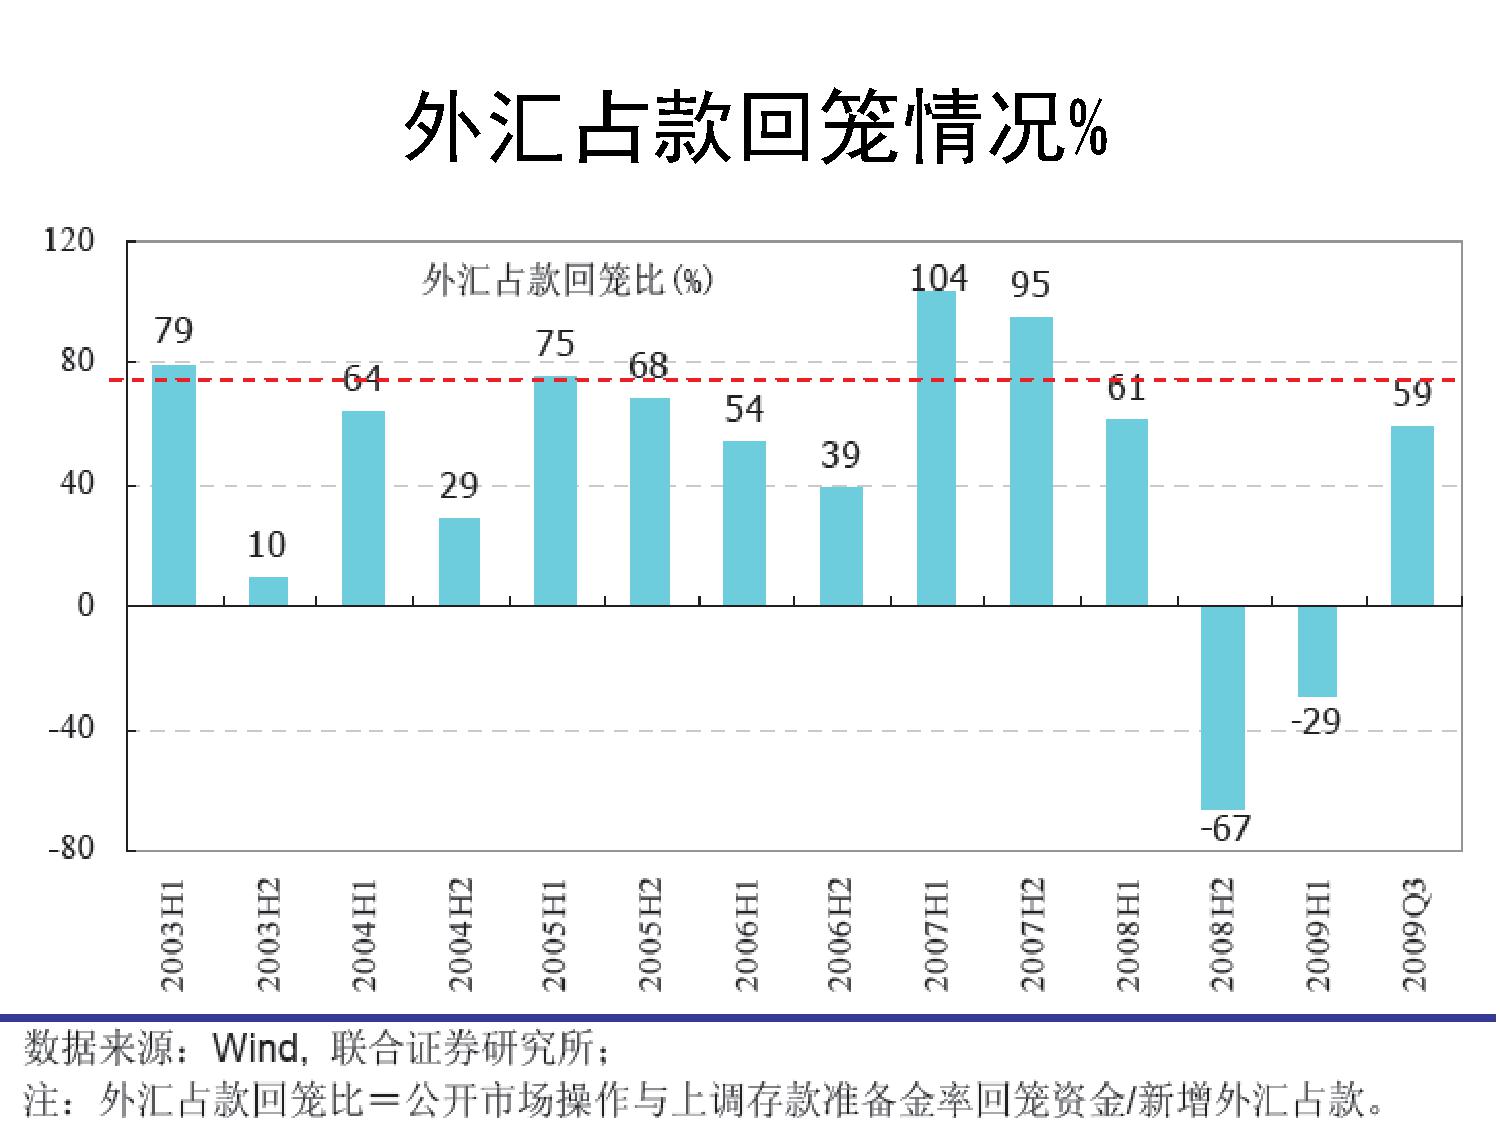 外汇占款回笼情况%
外汇占款回笼比(%)
120
80
40
0
-40
-80
79
10
64
29
75
68
54
39
104
95
61
-67
-29
59
2003H1
2003H2
2004H1
2004H2
2005H1
2005H2
2006H1
2006H2
2007H1
2007H2
2008H1
2008H2
2009H1
2009Q3
数据来源：Wind, 联合证券研究所；
注：外汇占款回笼比＝公开市场操作与上调存款准备金率回笼资金/新增外汇占款。